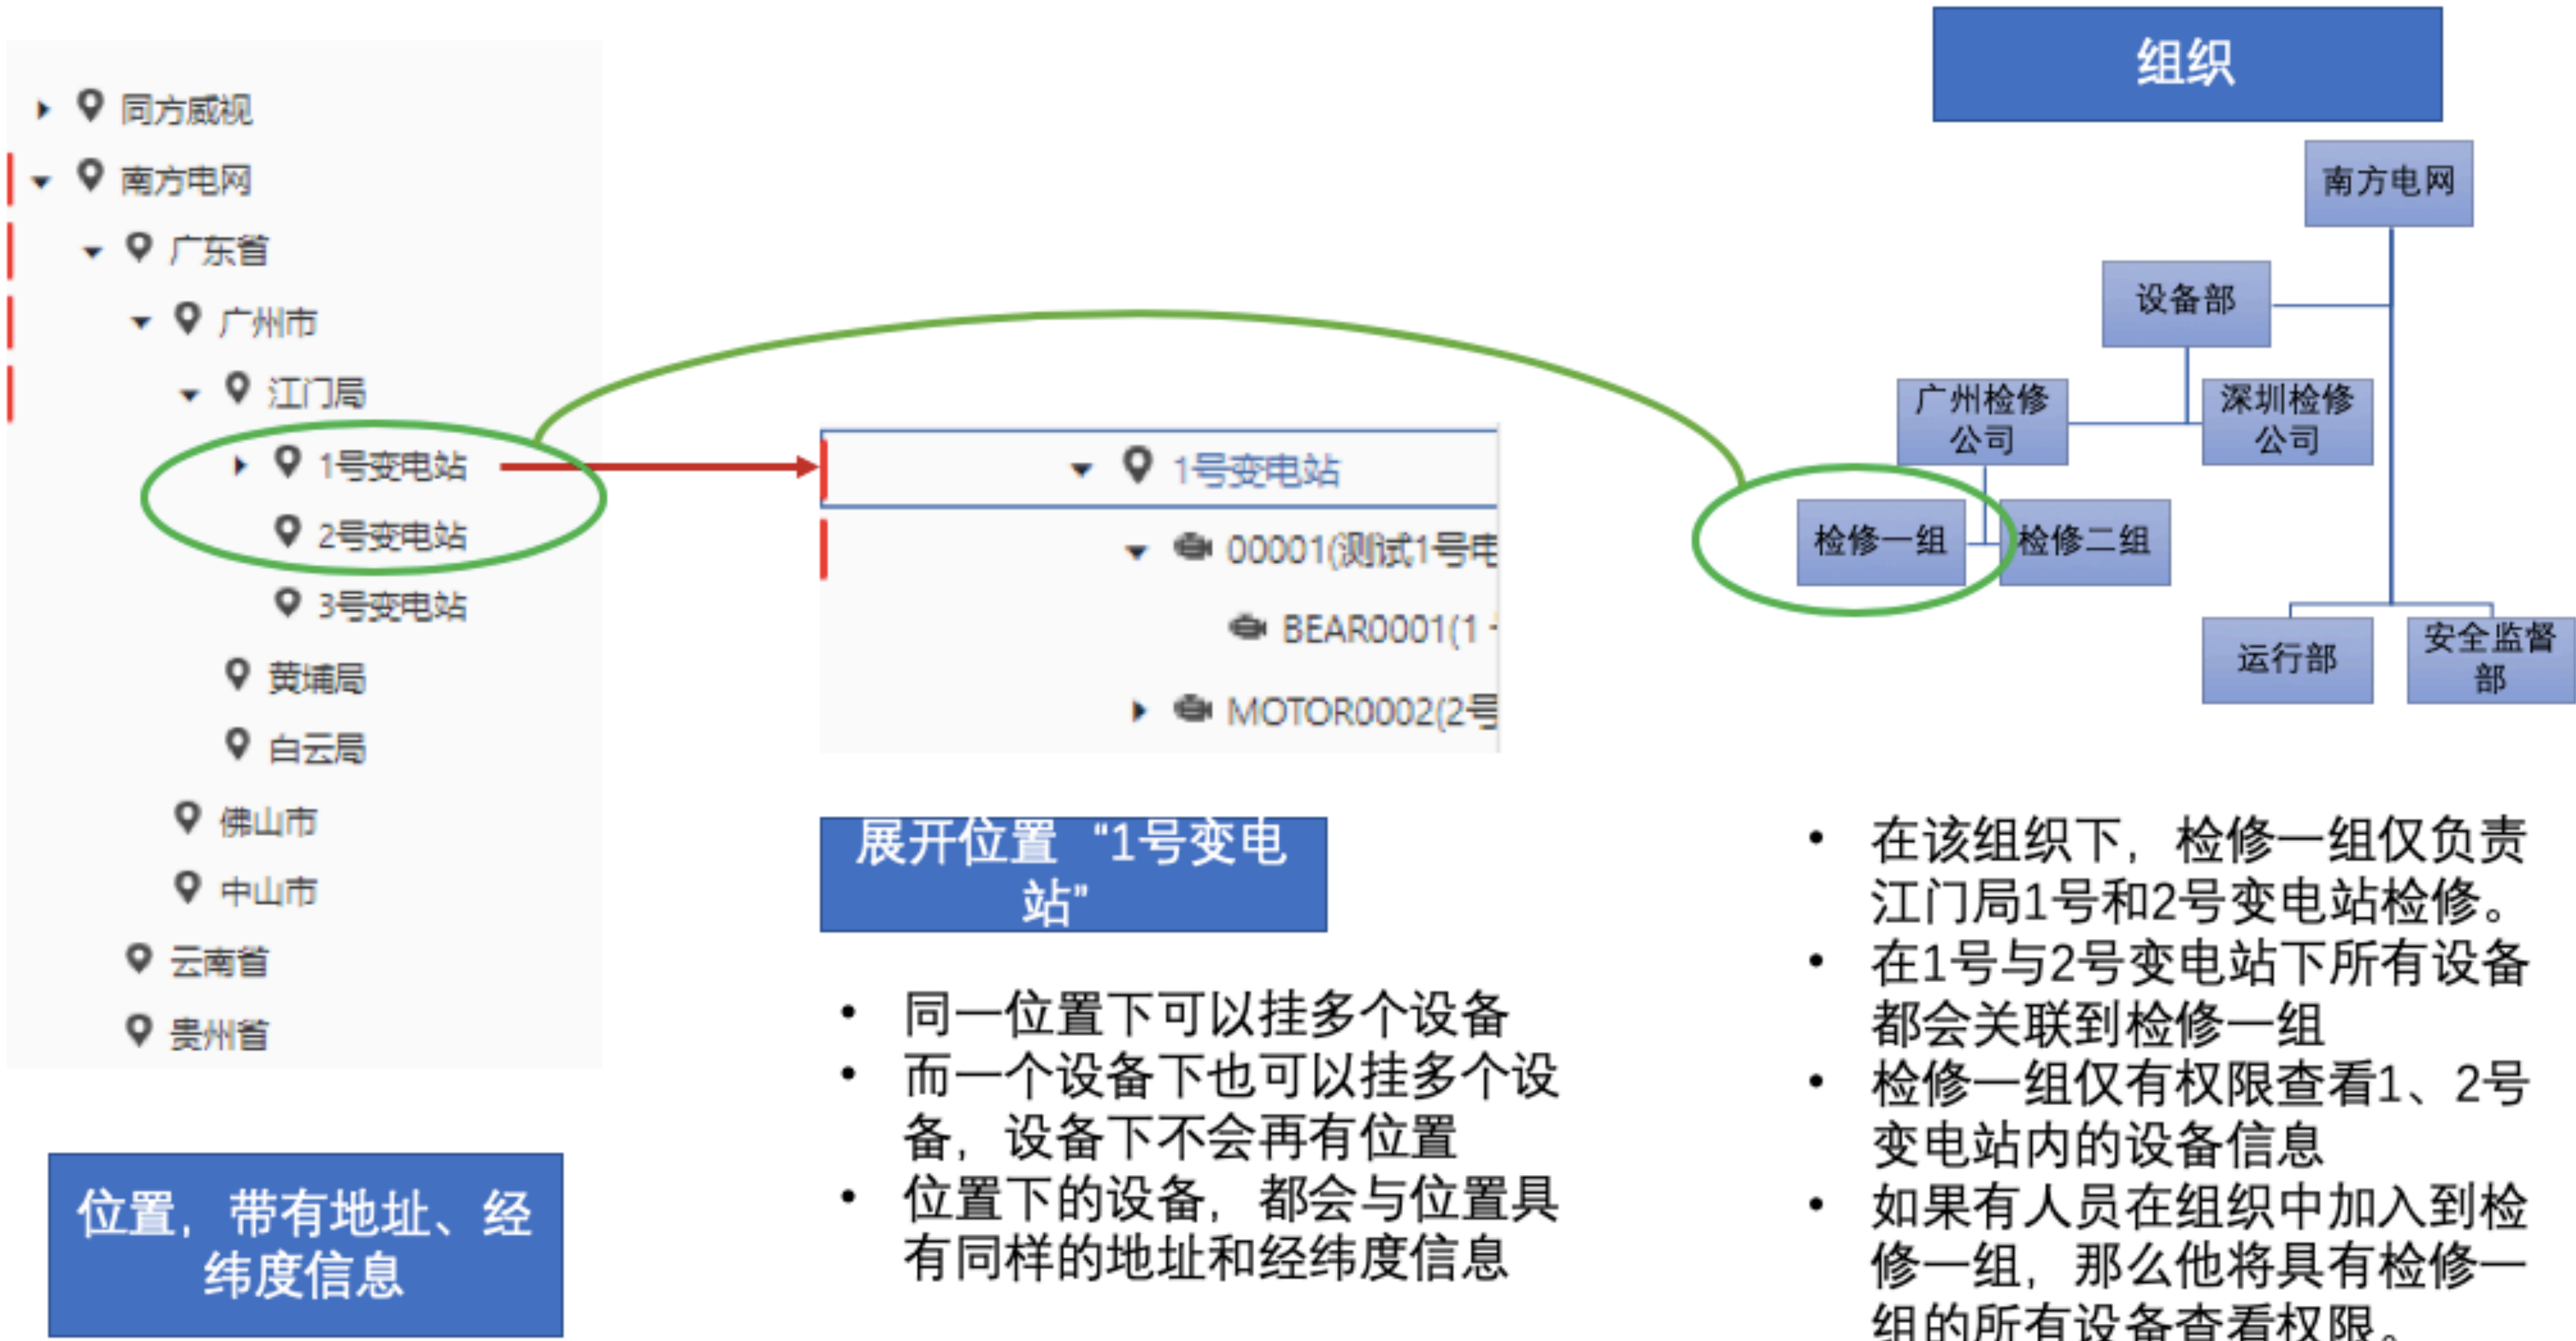 同方威视
南方电网
广东省
广州市
江门局
1号变电站
2号变电站
3号变电站
黄埔局
白云局
佛山市
中山市
云南省
贵州省
位置，带有地址、经
纬度信息
1号变电站
00001(测试1号电
BEAR0001(1
MOTOR0002(2号
展开位置 “1号变电
站”
• 同一位置下可以挂多个设备
• 而一个设备下也可以挂多个设
备，设备下不会再有位置
• 位置下的设备，都会与位置具
有同样的地址和经纬度信息
组织
南方电网
设备部
广州检修
公司
深圳检修
公司
检修一组
检修二组
运行部
安全监督
部
• 在该组织下，检修一组仅负责
江门局1号和2号变电站检修。
• 在1号与2号变电站下所有设备
都会关联到检修一组
• 检修一组仅有权限查看1、2号
变电站内的设备信息
• 如果有人员在组织中加入到检
修一组，那么他将具有检修一
组的所有设备查看权限。